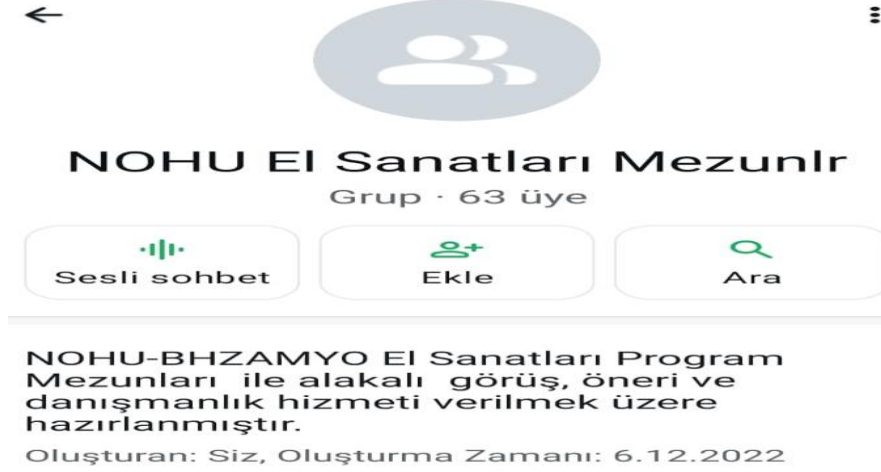 NOHU El Sanatları Mezunlr
Grup · 63 üye
Sesli sohbet
Ekle
Ara
NOHU-BHZAMYO El Sanatları Program
Mezunları ile alakalı görüş, öneri ve
danışmanlık hizmeti verilmek üzere
hazırlanmıştır.
Oluşturan: Siz, Oluşturma Zamanı: 6.12.2022